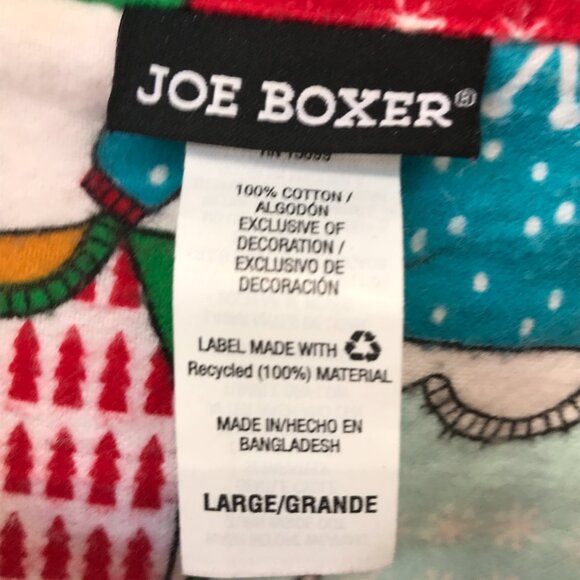 JOE BOXER®
100% COTTON /
ALGODÓN
EXCLUSIVE OF
DECORATION /
EXCLUSIVO DE
DECORACIÓN
LABEL MADE WITH
Recycled (100%) MATERIAL
MADE IN/HECHO EN
BANGLADESH
LARGE/GRANDE